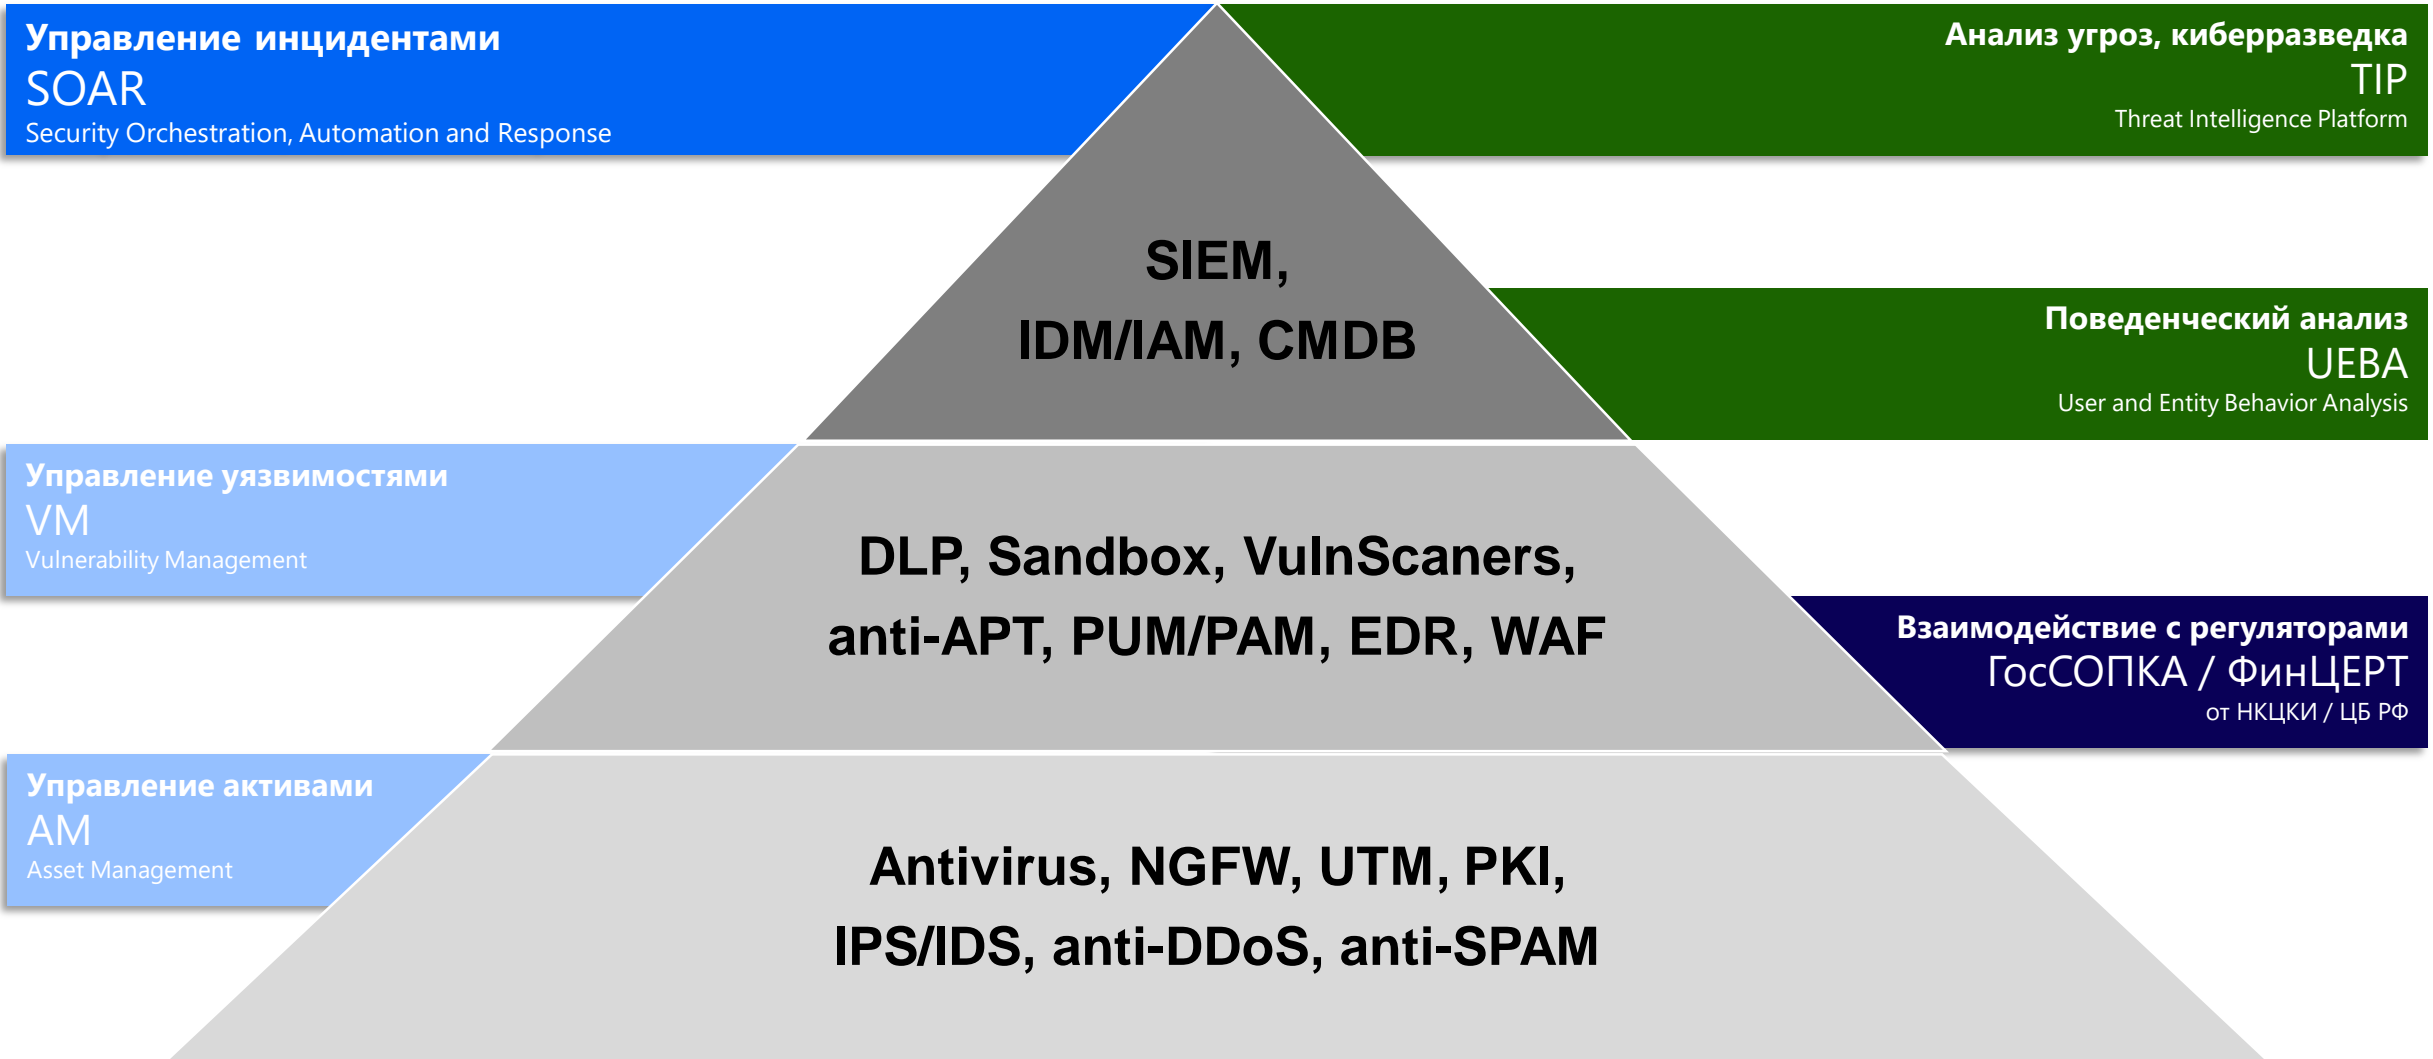 Управление инцидентами
SOAR
Security Orchestration, Automation and Response
Анализ угроз, киберразведка
TIP
Threat Intelligence Platform
SIEM,
IDM/IAM, CMDB
Поведенческий анализ
UEBA
User and Entity Behavior Analysis
Управление уязвимостями
VM
Vulnerability Management
DLP, Sandbox, VulnScaners,
anti-APT, PUM/PAM, EDR, WAF
Взаимодействие с регуляторами
ГосСОПКА / ФинЦЕРТ
от НКЦКИ / ЦБ РФ
Управление активами
AM
Asset Management
Antivirus, NGFW, UTM, PKI,
IPS/IDS, anti-DDoS, anti-SPAM